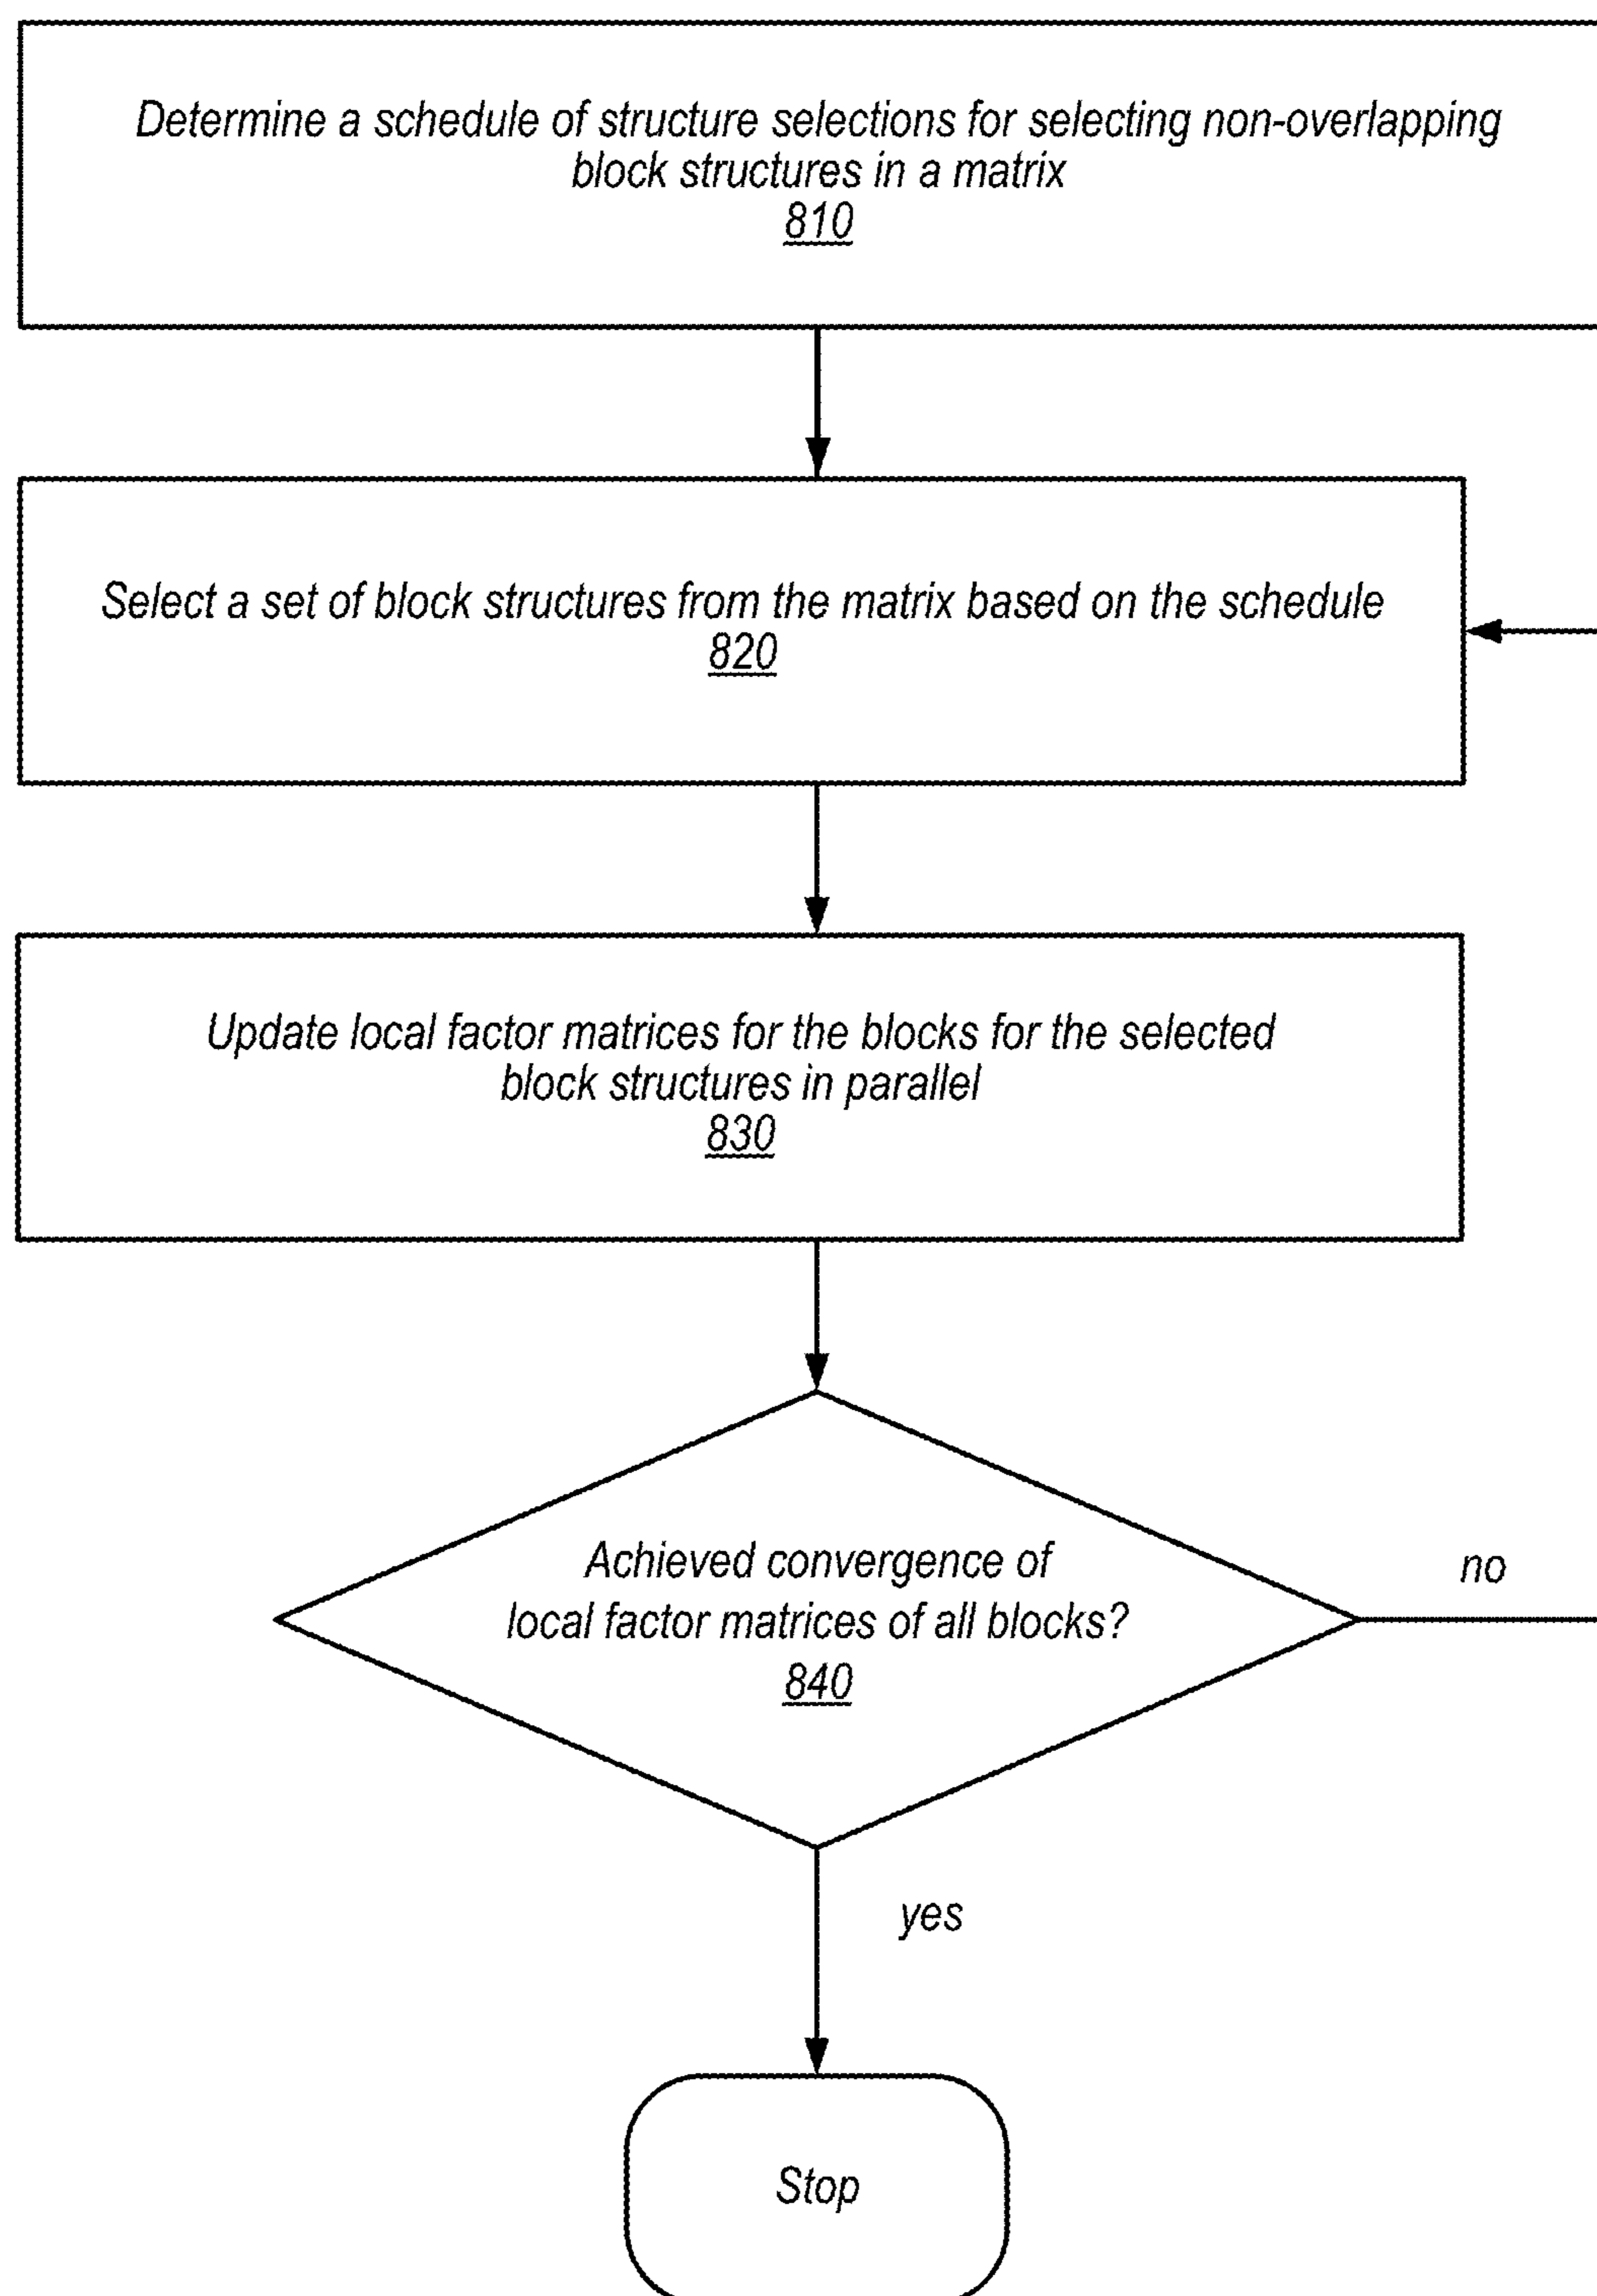 Determine a schedule of structure selections for selecting non-overlapping
block structures in a matrix
810
Select a set of block structures from the matrix based on the schedule
820
Update local factor matrices for the blocks for the selected
block structures in parallel
830
Achieved convergence of
local factor matrices of all blocks?
840
no
yes
Stop